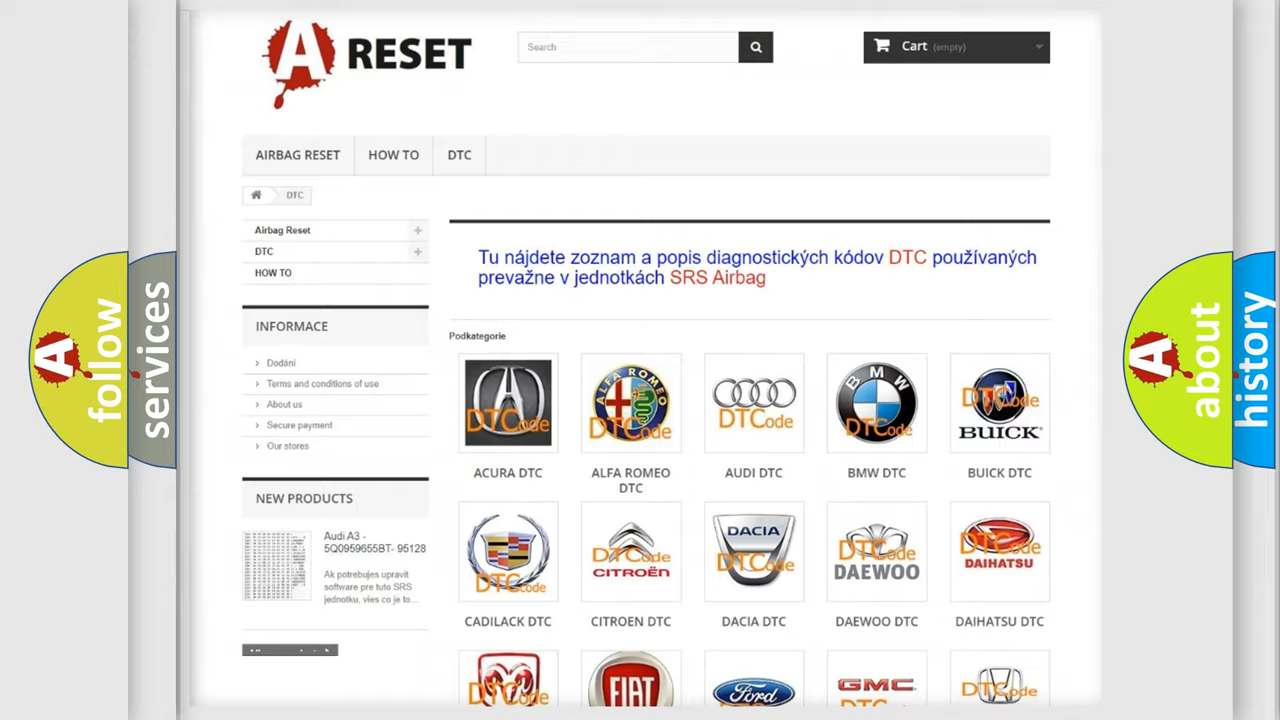 A RESET
Search
Cart (empty)
AIRBAG RESET
HOW TO
DTC
DTC
Airbag Reset
DTC
HOW TO
INFORMACE
Dodání
Terms and conditions of use
About us
Secure payment
Our stores
NEW PRODUCTS
Audi A3 -
5Q0959655BT- 95128
Ak potrebujes upravit
software pre tuto SRS
jednotku, vies co je to...
Tu nájdete zoznam a popis diagnostických kódov DTC používaných
prevažne v jednotkách SRS Airbag
Podkategorie
DTCode
ALFA ROMEO
DTCode
DTCode
BMW
DTCode
DTCode
BUICK
ACURA DTC
ALFA ROMEO
DTC
AUDI DTC
BMW DTC
BUICK DTC
DTCode
DTCode
CITROËN
DACIA
DTCode
DTCode
DAEWOO
DTCode
DAIHATSU
CADILACK DTC
CITROEN DTC
DACIA DTC
DAEWOO DTC
DAIHATSU DTC
DTCode
FIAT
Ford
GMC
DTCode
A
follow
services
A
about
history